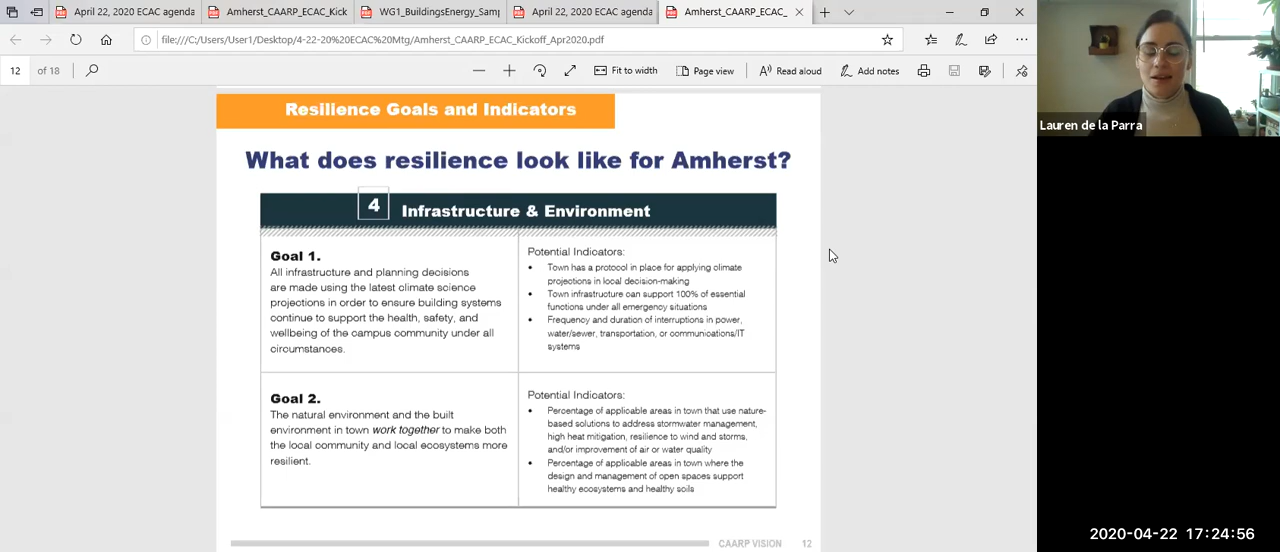 April 22, 2020 ECAC agenda
Amherst_CAARP_ECAC_Kick
WG1_BuildingsEnergy_Samp
April 22, 2020 ECAC agenda
Amherst_CAARP_ECAC_
file:///C:/Users/User1/Desktop/4-22-20%20ECAC%20Mtg/Amherst_CAARP_ECAC_Kickoff_Apr2020.pdf
12 of 18
Fit to width
Page view
Read aloud
Add notes
Lauren de la Parra
Resilience Goals and Indicators
What does resilience look like for Amherst?
4 Infrastructure & Environment
Goal 1.
All infrastructure and planning decisions
are made using the latest climate science
projections in order to ensure building systems
continue to support the health, safety, and
wellbeing of the campus community under all
circumstances.
Potential Indicators:
• Town has a protocol in place for applying climate
projections in local decision-making
• Town infrastructure can support 100% of essential
functions under all emergency situations
• Frequency and duration of interruptions in power,
water/sewer, transportation, or communications/IT
systems
Goal 2.
The natural environment and the built
environment in town work together to make both
the local community and local ecosystems more
resilient.
Potential Indicators:
• Percentage of applicable areas in town that use nature-
based solutions to address stormwater management,
high heat mitigation, resilience to wind and storms,
and/or improvement of air or water quality
• Percentage of applicable areas in town where the
design and management of open spaces support
healthy ecosystems and healthy soils
CAARP VISION 12
2020-04-22 17:24:56